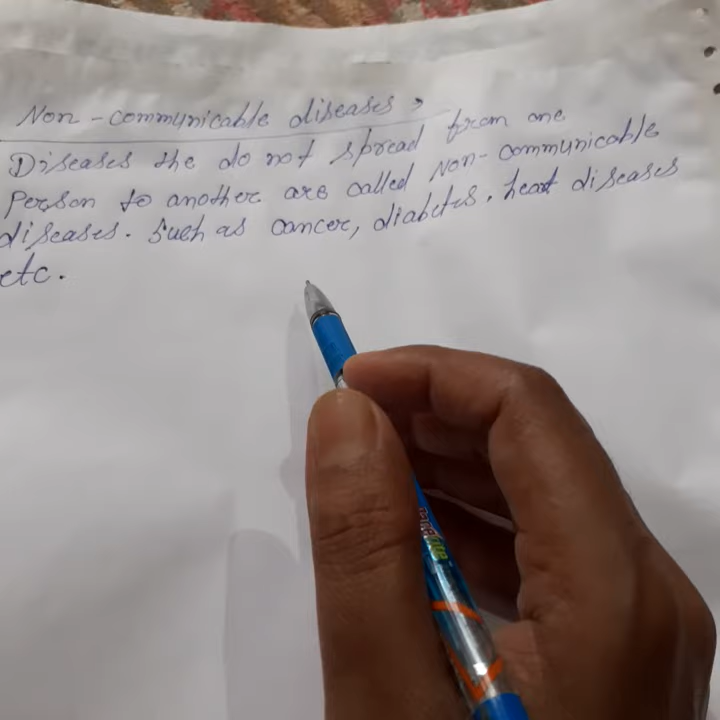 Non-communicable diseases,
Diseases the do not spread from one
Person to another are called Non-communicable
diseases. Such as cancer, diabetes, heat diseases
etc.